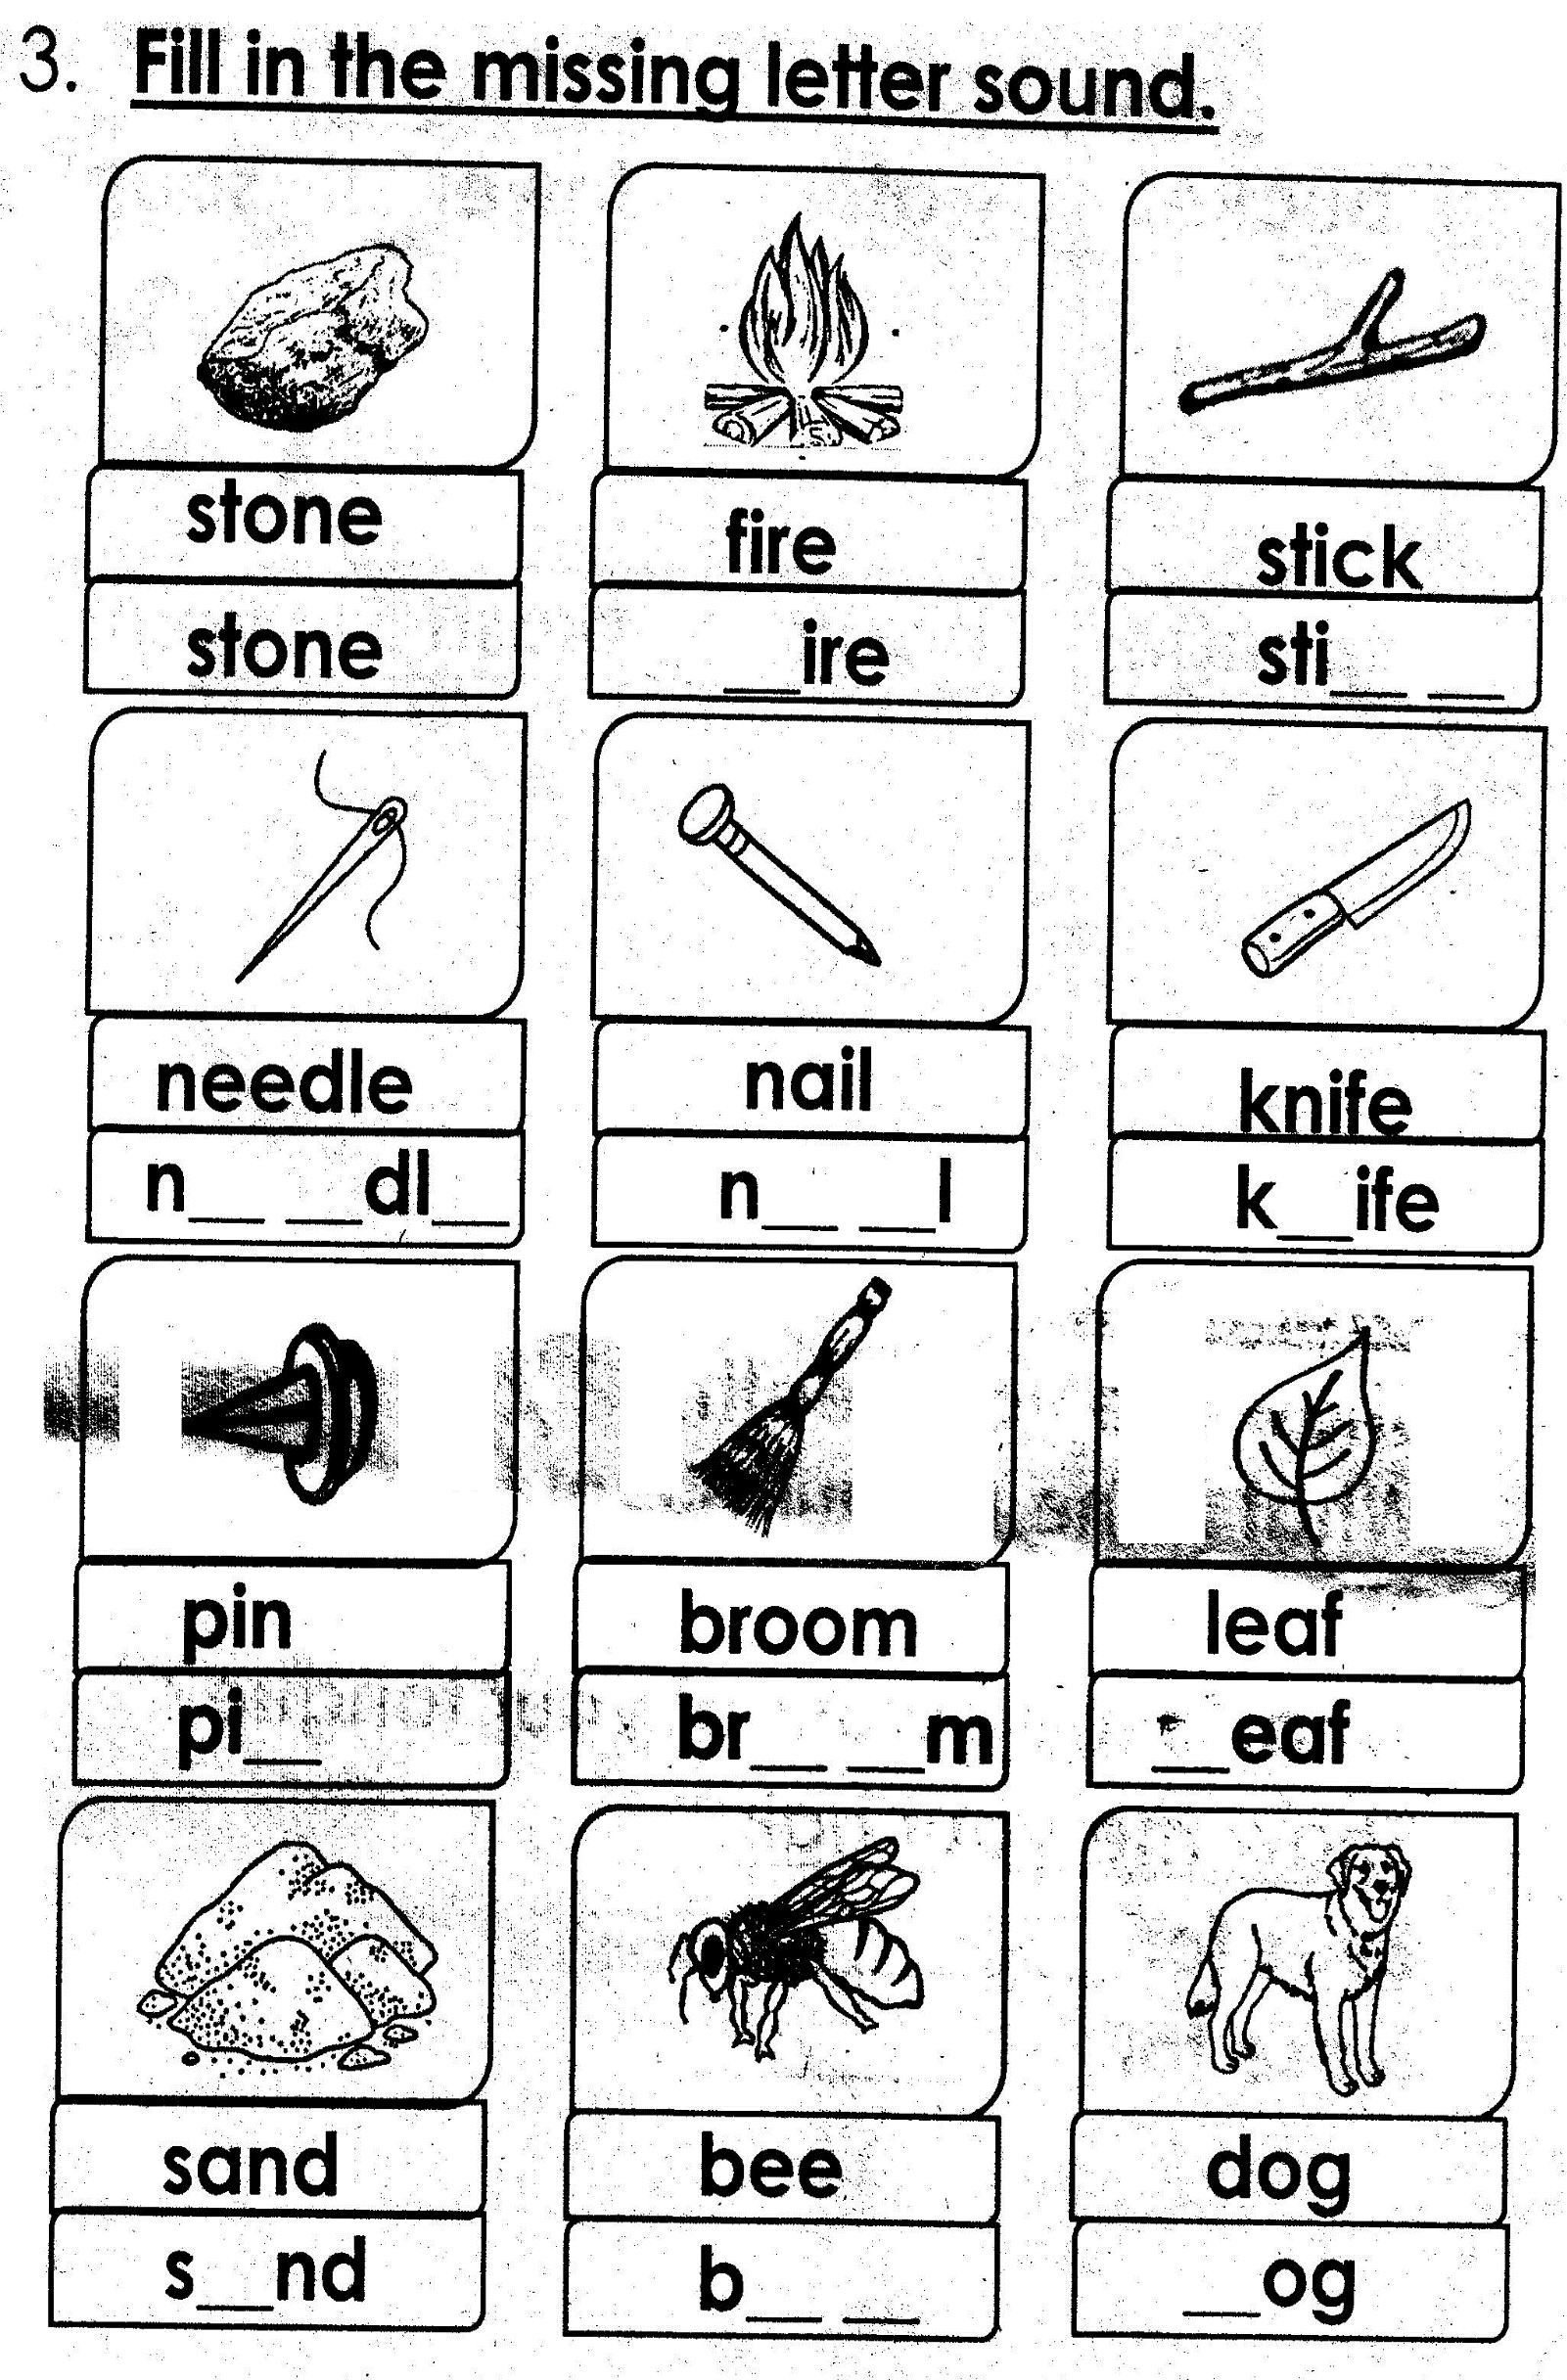 3. Fill in the missing letter sound.
stone fire stick
stone __ire sti__ __
needle nail knife
n__ __dl__ n__ __l k__ife
pin broom leaf
pi__ br__ __m __eaf
sand bee dog
s__nd b__ __ __og